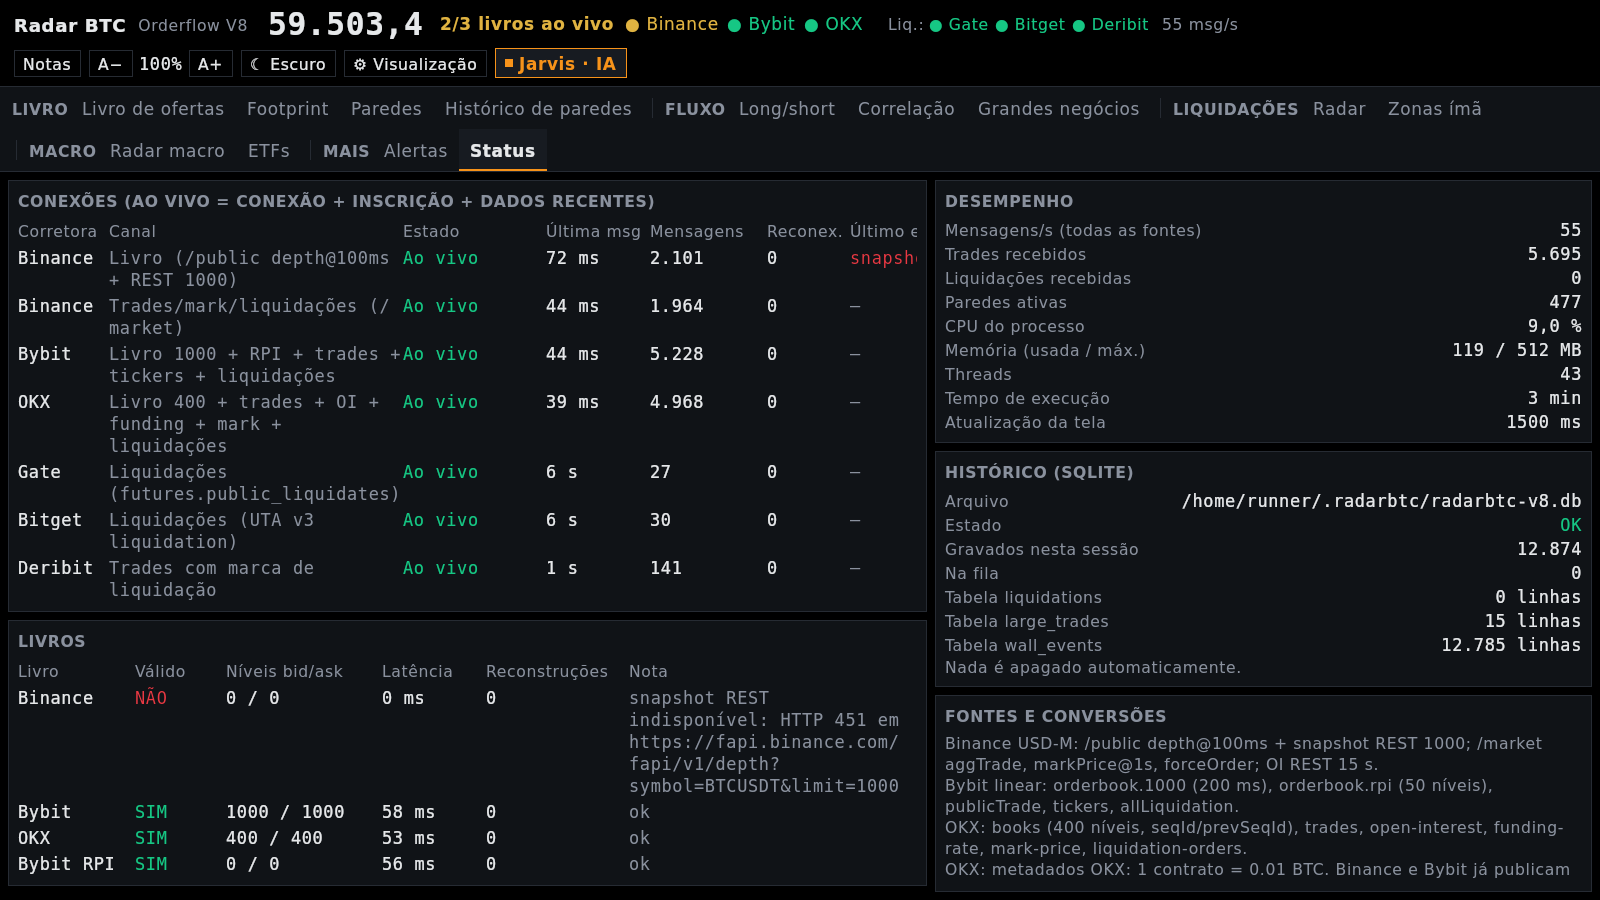 Radar BTC Orderflow V8 59.503,4 2/3 livros ao vivo ● Binance ● Bybit ● OKX Liq.: ● Gate ● Bitget ● Deribit 55 msg/s
Notas A− 100% A+ ☾ Escuro ⚙ Visualização ■ Jarvis · IA
LIVRO Livro de ofertas Footprint Paredes Histórico de paredes FLUXO Long/short Correlação Grandes negócios LIQUIDAÇÕES Radar Zonas ímã
MACRO Radar macro ETFs MAIS Alertas Status
CONEXÕES (AO VIVO = CONEXÃO + INSCRIÇÃO + DADOS RECENTES)
Corretora Canal Estado Última msg Mensagens Reconex. Último e
Binance Livro (/public depth@100ms Ao vivo 72 ms 2.101 0 snapsh
+ REST 1000)
Binance Trades/mark/liquidações (/ Ao vivo 44 ms 1.964 0 —
market)
Bybit Livro 1000 + RPI + trades + Ao vivo 44 ms 5.228 0 —
tickers + liquidações
OKX Livro 400 + trades + OI + Ao vivo 39 ms 4.968 0 —
funding + mark +
liquidações
Gate Liquidações Ao vivo 6 s 27 0 —
(futures.public_liquidates)
Bitget Liquidações (UTA v3 Ao vivo 6 s 30 0 —
liquidation)
Deribit Trades com marca de Ao vivo 1 s 141 0 —
liquidação
LIVROS
Livro Válido Níveis bid/ask Latência Reconstruções Nota
Binance NÃO 0 / 0 0 ms 0 snapshot REST
indisponível: HTTP 451 em
https://fapi.binance.com/
fapi/v1/depth?
symbol=BTCUSDT&limit=1000
Bybit SIM 1000 / 1000 58 ms 0 ok
OKX SIM 400 / 400 53 ms 0 ok
Bybit RPI SIM 0 / 0 56 ms 0 ok
DESEMPENHO
Mensagens/s (todas as fontes) 55
Trades recebidos 5.695
Liquidações recebidas 0
Paredes ativas 477
CPU do processo 9,0 %
Memória (usada / máx.) 119 / 512 MB
Threads 43
Tempo de execução 3 min
Atualização da tela 1500 ms
HISTÓRICO (SQLITE)
Arquivo /home/runner/.radarbtc/radarbtc-v8.db
Estado OK
Gravados nesta sessão 12.874
Na fila 0
Tabela liquidations 0 linhas
Tabela large_trades 15 linhas
Tabela wall_events 12.785 linhas
Nada é apagado automaticamente.
FONTES E CONVERSÕES
Binance USD-M: /public depth@100ms + snapshot REST 1000; /market
aggTrade, markPrice@1s, forceOrder; OI REST 15 s.
Bybit linear: orderbook.1000 (200 ms), orderbook.rpi (50 níveis),
publicTrade, tickers, allLiquidation.
OKX: books (400 níveis, seqId/prevSeqId), trades, open-interest, funding-
rate, mark-price, liquidation-orders.
OKX: metadados OKX: 1 contrato = 0.01 BTC. Binance e Bybit já publicam